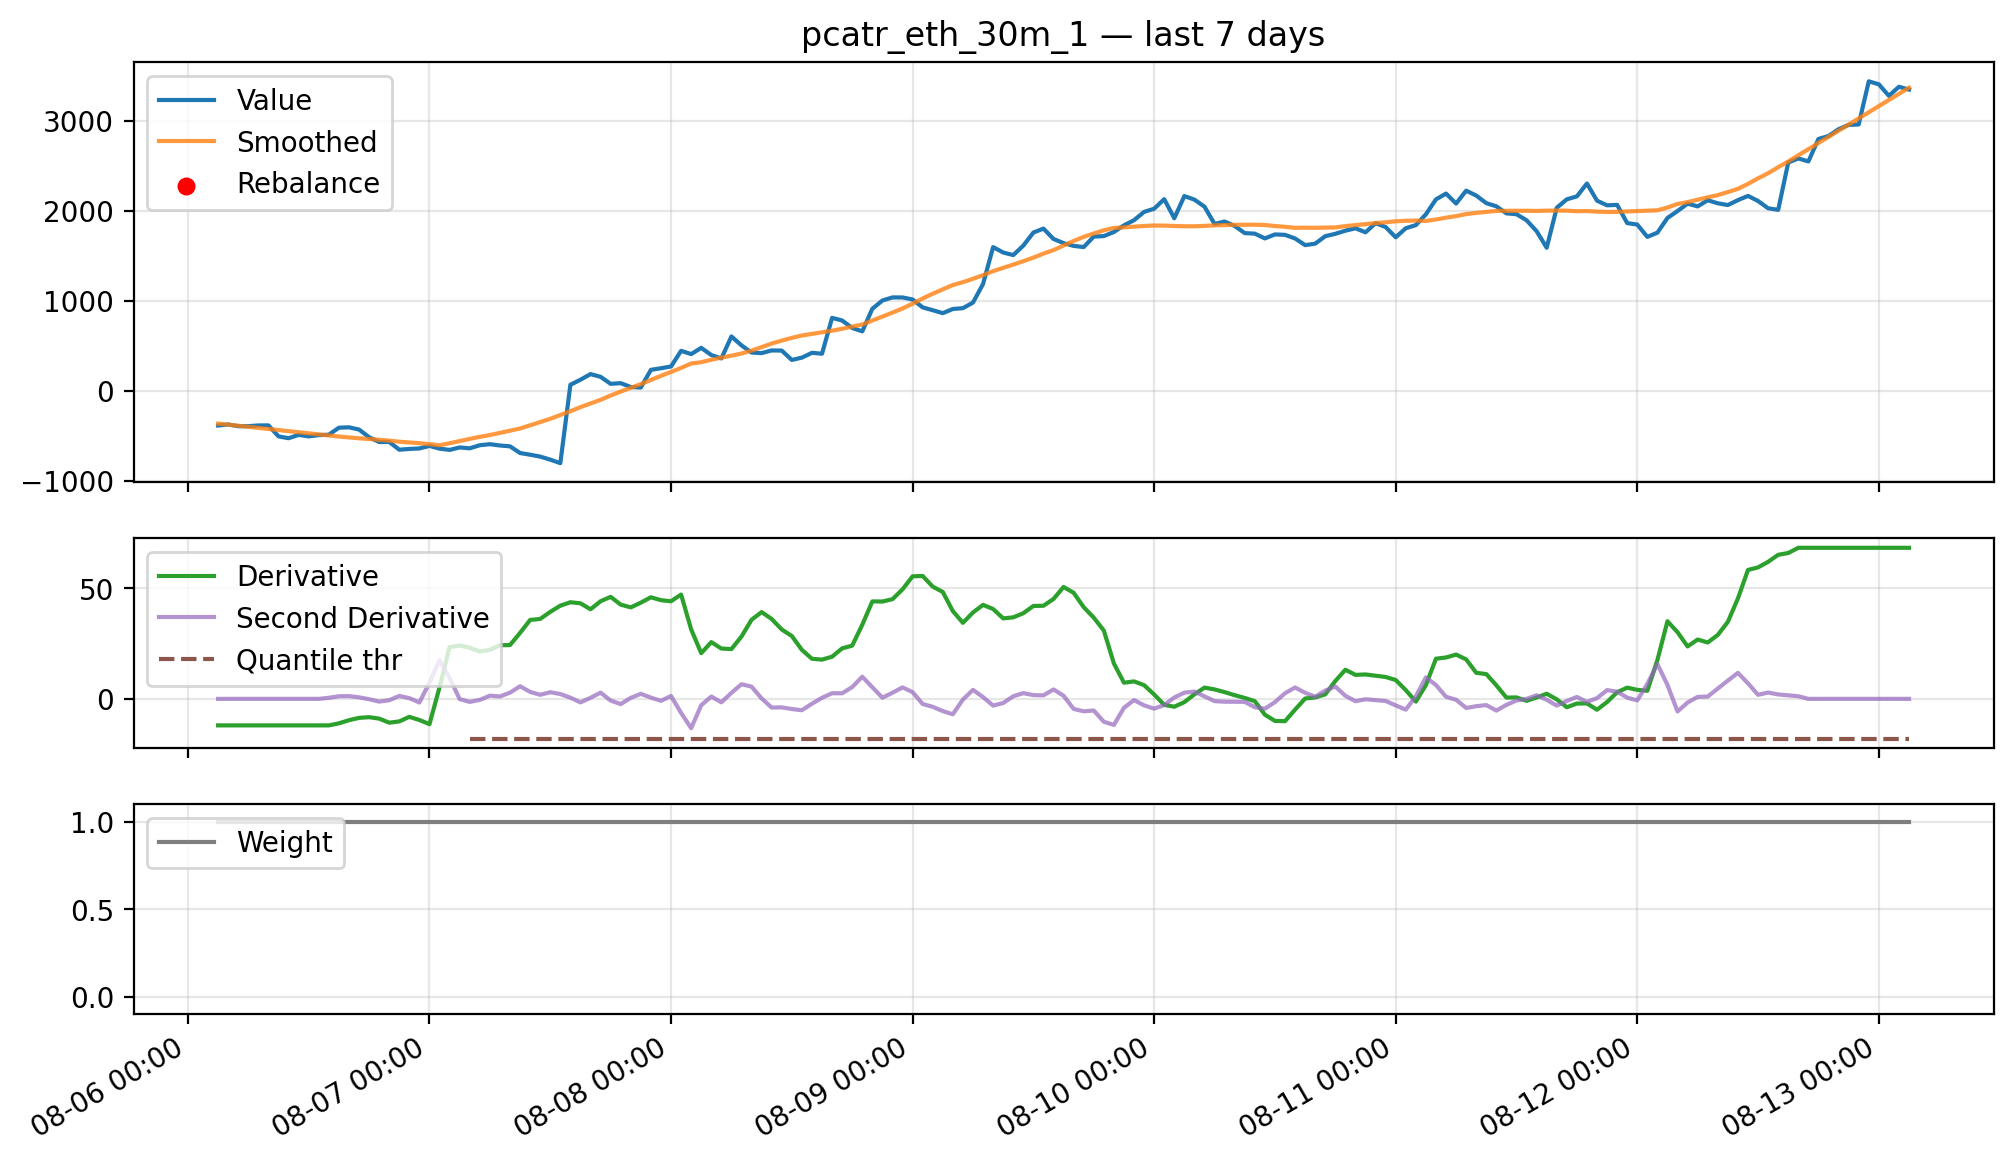 pcatr_eth_30m_1 — last 7 days
Value
Smoothed
Rebalance
3000
2000
1000
0
−1000
Derivative
Second Derivative
Quantile thr
50
0
Weight
1.0
0.5
0.0
08-06 00:00
08-07 00:00
08-08 00:00
08-09 00:00
08-10 00:00
08-11 00:00
08-12 00:00
08-13 00:00